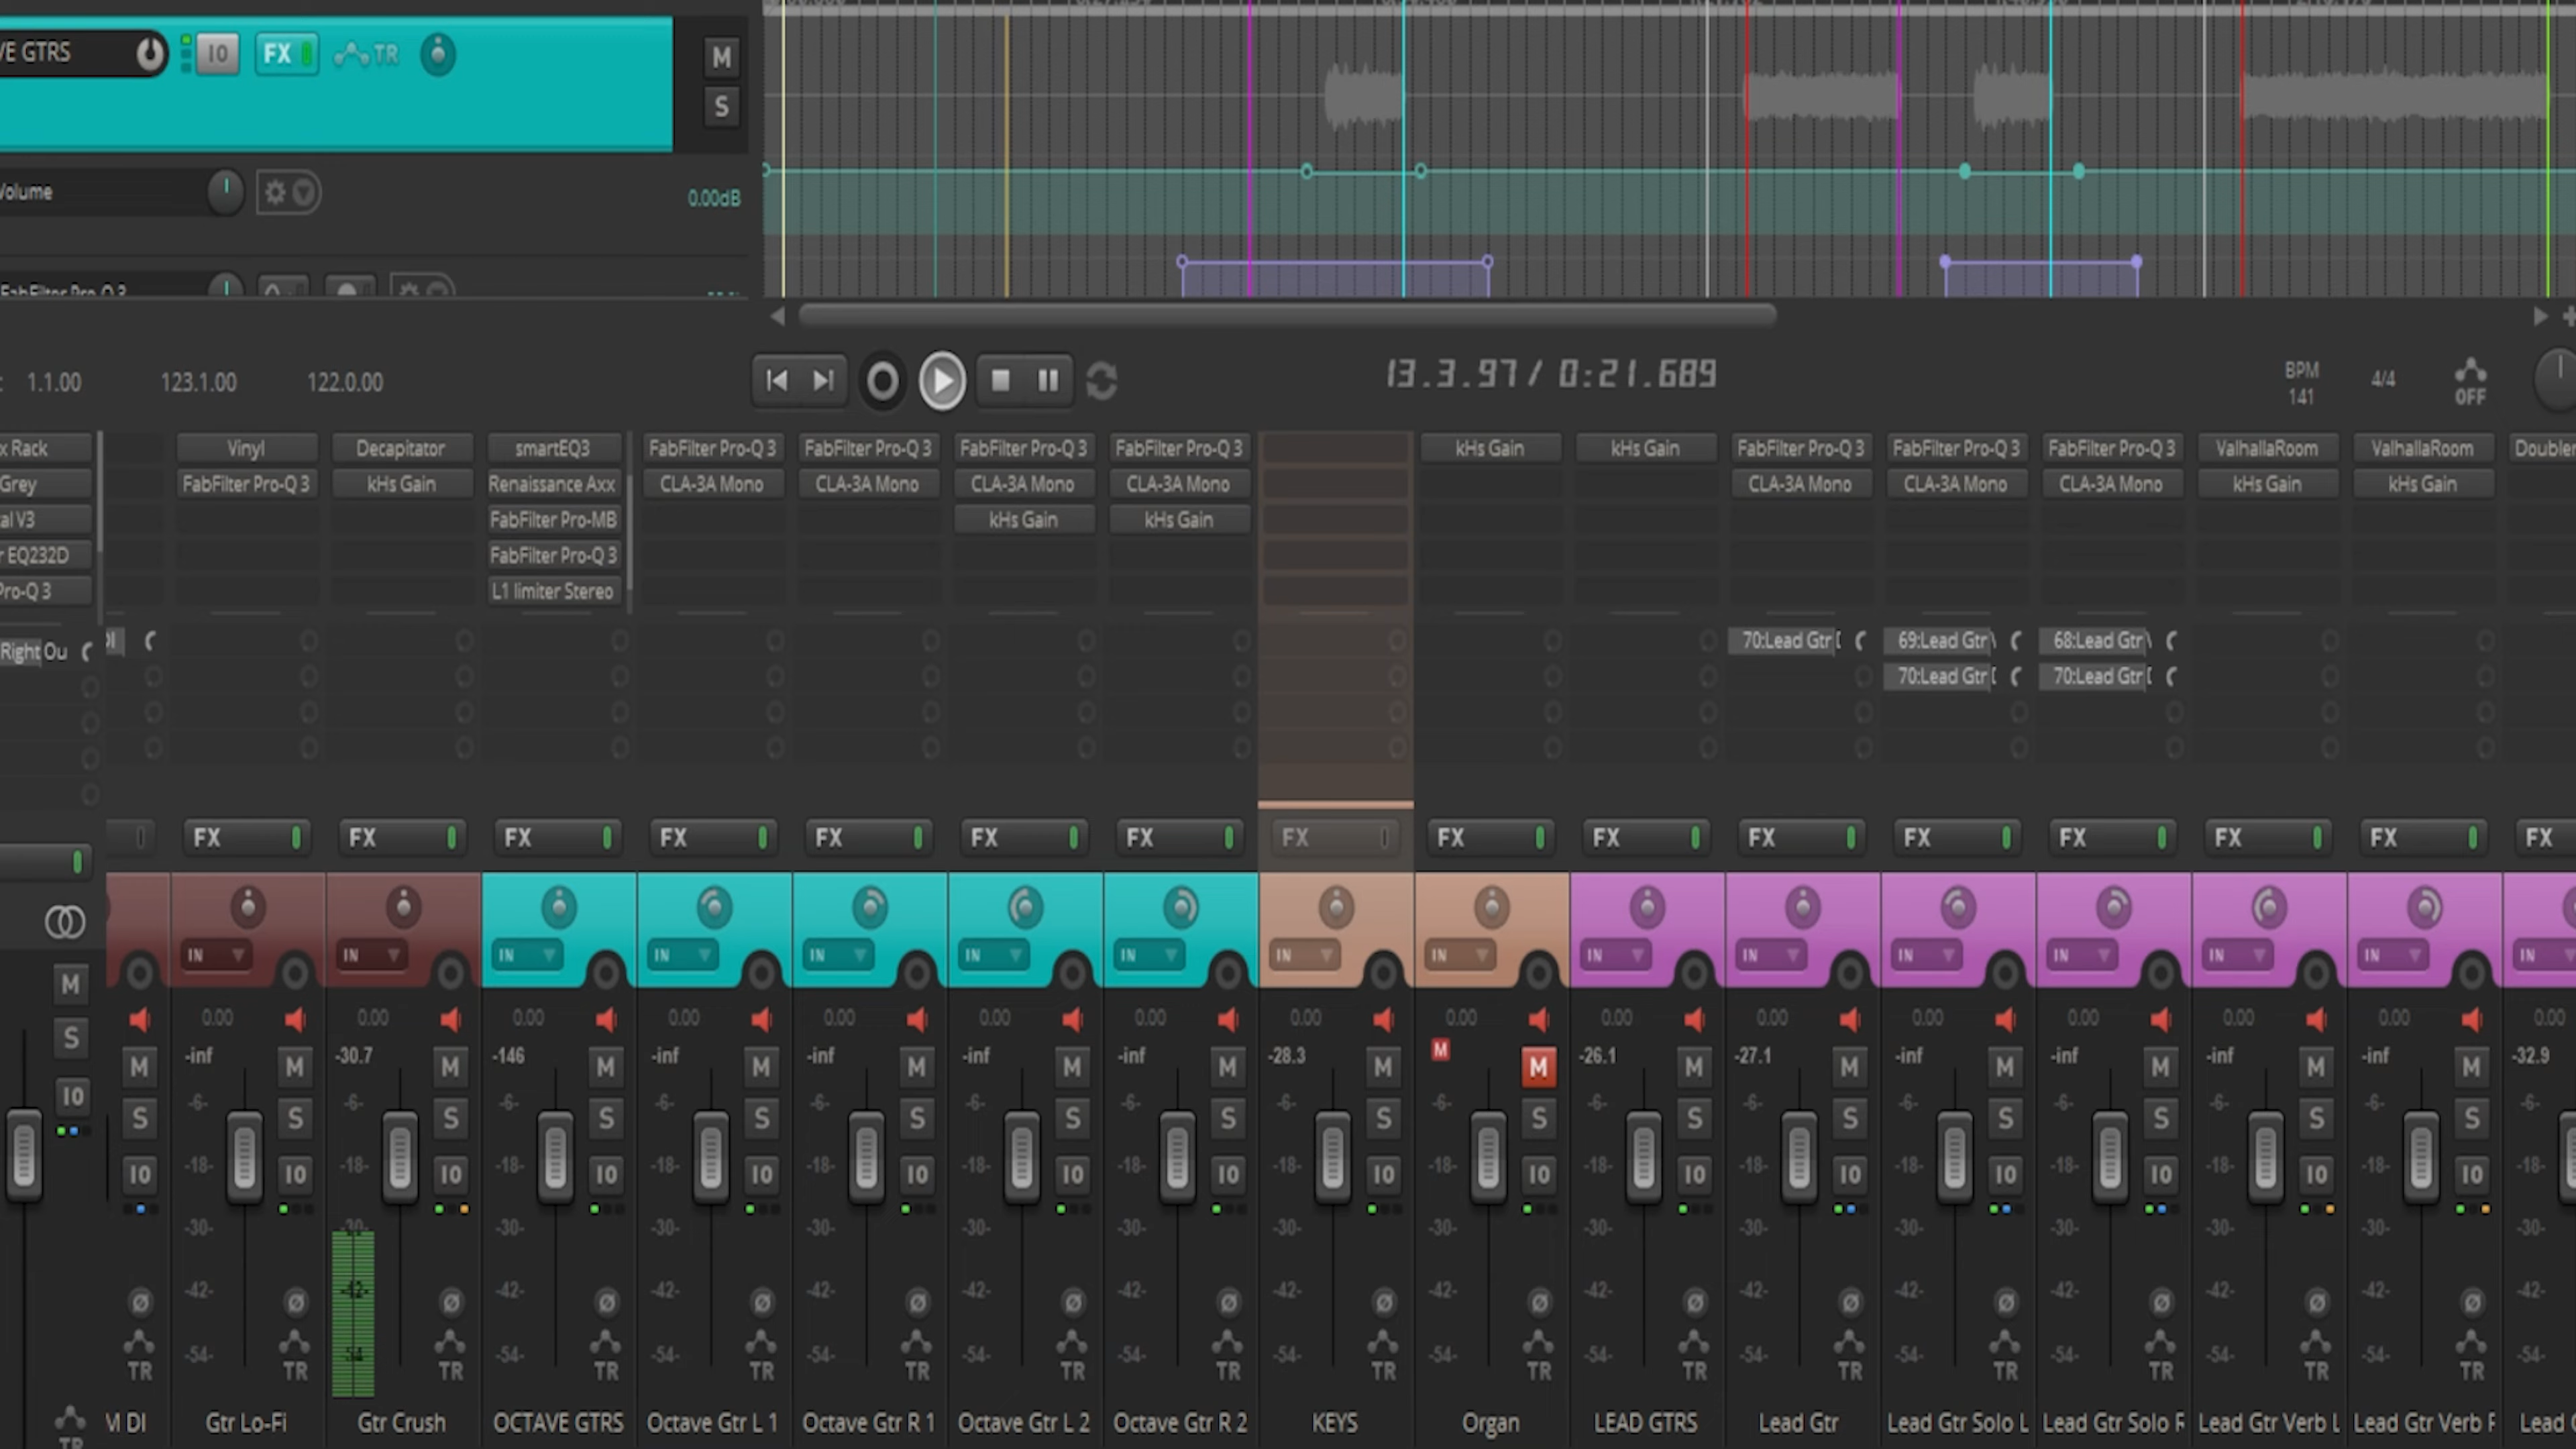 VE GTRS IO FX TR M
S
Volume 0.00dB
FabFilter Pro-Q 3
1.1.00 123.1.00 122.0.00 13.3.97 / 0:21.689 BPM 141 4/4 OFF
x Rack Vinyl Decapitator smartEQ3 FabFilter Pro-Q 3 FabFilter Pro-Q 3 FabFilter Pro-Q 3 FabFilter Pro-Q 3 kHs Gain kHs Gain FabFilter Pro-Q 3 FabFilter Pro-Q 3 FabFilter Pro-Q 3 ValhallaRoom ValhallaRoom Doubler
Grey FabFilter Pro-Q 3 kHs Gain Renaissance Axx CLA-3A Mono CLA-3A Mono CLA-3A Mono CLA-3A Mono CLA-3A Mono CLA-3A Mono CLA-3A Mono kHs Gain kHs Gain
al V3 FabFilter Pro-MB kHs Gain kHs Gain
r EQ232D FabFilter Pro-Q 3
Pro-Q 3 L1 limiter Stereo
Right Ou 70:Lead Gtr 69:Lead Gtr 68:Lead Gtr
70:Lead Gtr 70:Lead Gtr
FX FX FX FX FX FX FX FX FX FX FX FX FX FX FX FX
IN IN IN IN IN IN IN IN IN IN IN IN IN IN IN IN
M
0.00 0.00 0.00 0.00 0.00 0.00 0.00 0.00 0.00 0.00 0.00 0.00 0.00 0.00 0.00 0.00
S
-inf -30.7 -146 -inf -inf -inf -inf -28.3 M -26.1 -27.1 -inf -inf -inf -inf -32.9
M M M M M M M M M M M M M M M M
IO
-6- -6- -6- -6- -6- -6- -6- -6- -6- -6- -6- -6- -6- -6- -6- -6-
S S S S S S S S S S S S S S S S
-18- -18- -18- -18- -18- -18- -18- -18- -18- -18- -18- -18- -18- -18- -18- -18-
IO IO IO IO IO IO IO IO IO IO IO IO IO IO IO IO
-30- -30- -30- -30- -30- -30- -30- -30- -30- -30- -30- -30- -30- -30- -30- -30-
-42- -42- -42- -42- -42- -42- -42- -42- -42- -42- -42- -42- -42- -42- -42- -42-
-54- -54- -54- -54- -54- -54- -54- -54- -54- -54- -54- -54- -54- -54- -54- -54-
TR TR TR TR TR TR TR TR TR TR TR TR TR TR TR TR
M DI Gtr Lo-Fi Gtr Crush OCTAVE GTRS Octave Gtr L 1 Octave Gtr R 1 Octave Gtr L 2 Octave Gtr R 2 KEYS Organ LEAD GTRS Lead Gtr Lead Gtr Solo L Lead Gtr Solo R Lead Gtr Verb L Lead Gtr Verb R Lead
TR